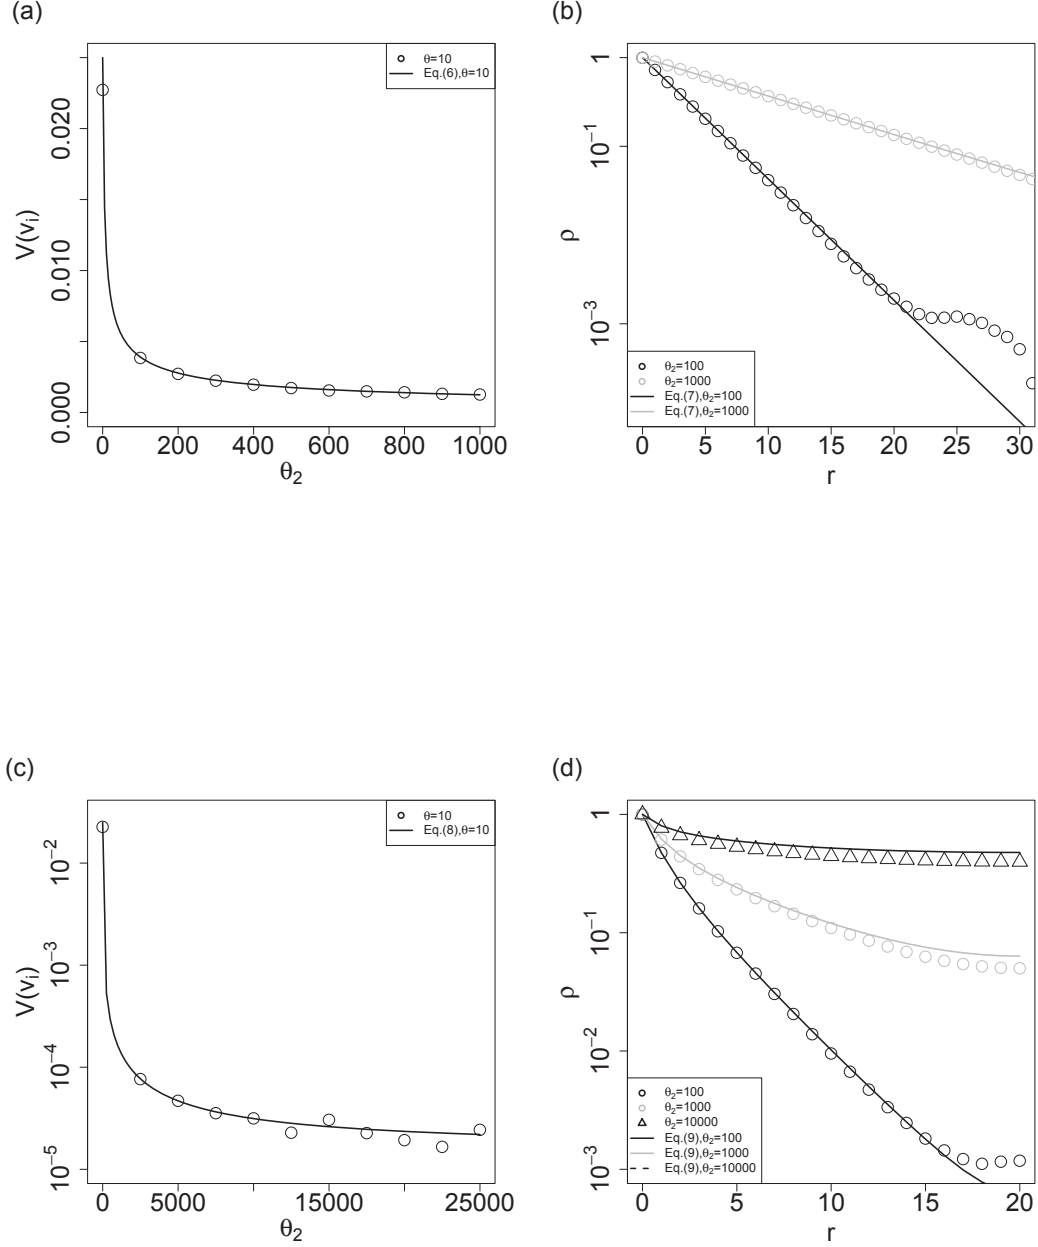 (a)
V(vᵢ)
0.020
0.010
0.000
θ=10
Eq.(6),θ=10
0 200 400 600 800 1000
θ₂
(b)
ρ
1
10⁻¹
10⁻³
θ₂=100
θ₂=1000
Eq.(7),θ₂=100
Eq.(7),θ₂=1000
0 5 10 15 20 25 30
r
(c)
V(vᵢ)
10⁻²
10⁻³
10⁻⁴
10⁻⁵
θ=10
Eq.(8),θ=10
0 5000 15000 25000
θ₂
(d)
ρ
1
10⁻¹
10⁻²
10⁻³
θ₂=100
θ₂=1000
θ₂=10000
Eq.(9),θ₂=100
Eq.(9),θ₂=1000
Eq.(9),θ₂=10000
0 5 10 15 20
r